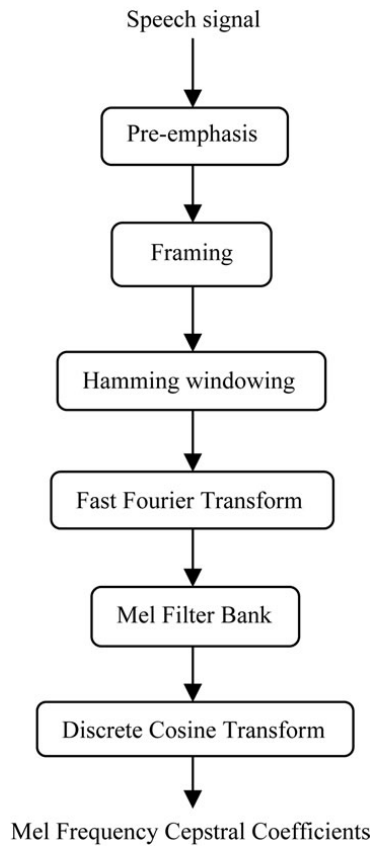 Speech signal
Pre-emphasis
Framing
Hamming windowing
Fast Fourier Transform
Mel Filter Bank
Discrete Cosine Transform
Mel Frequency Cepstral Coefficients